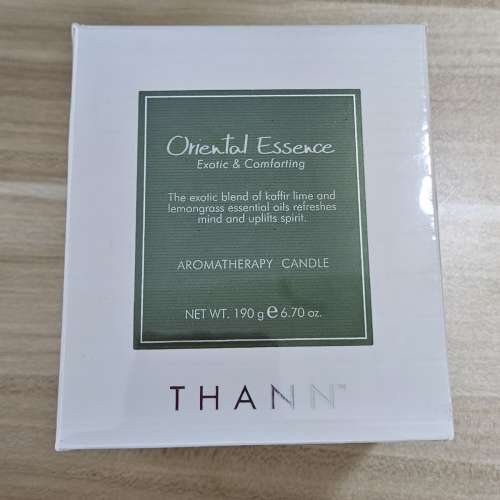 Oriental Essence
Exotic & Comforting
The exotic blend of kaffir lime and
lemongrass essential oils refreshes
mind and uplifts spirit.
AROMATHERAPY CANDLE
NET WT. 190 g e 6.70 oz.
THANN™